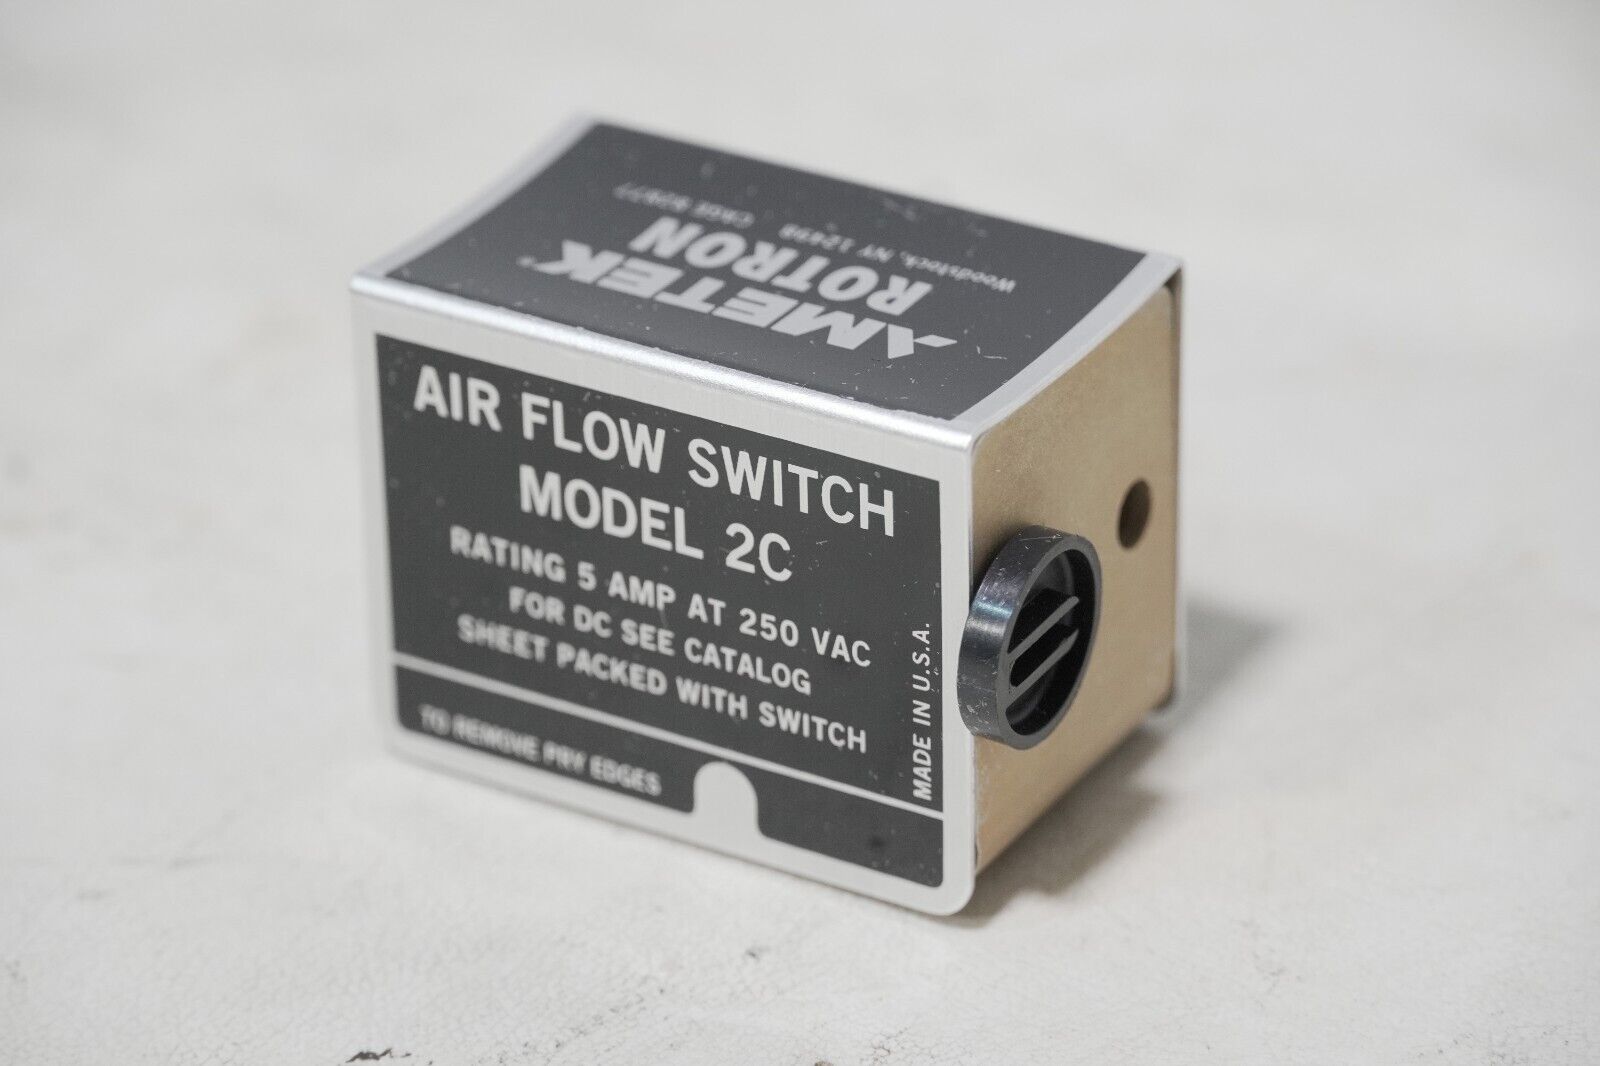 AMETEK®
ROTRON
Woodstock, NY 12498 CAGE
AIR FLOW SWITCH
MODEL 2C
RATING 5 AMP AT 250 VAC
FOR DC SEE CATALOG
SHEET PACKED WITH SWITCH
MADE IN U.S.A.
TO REMOVE PRY EDGES